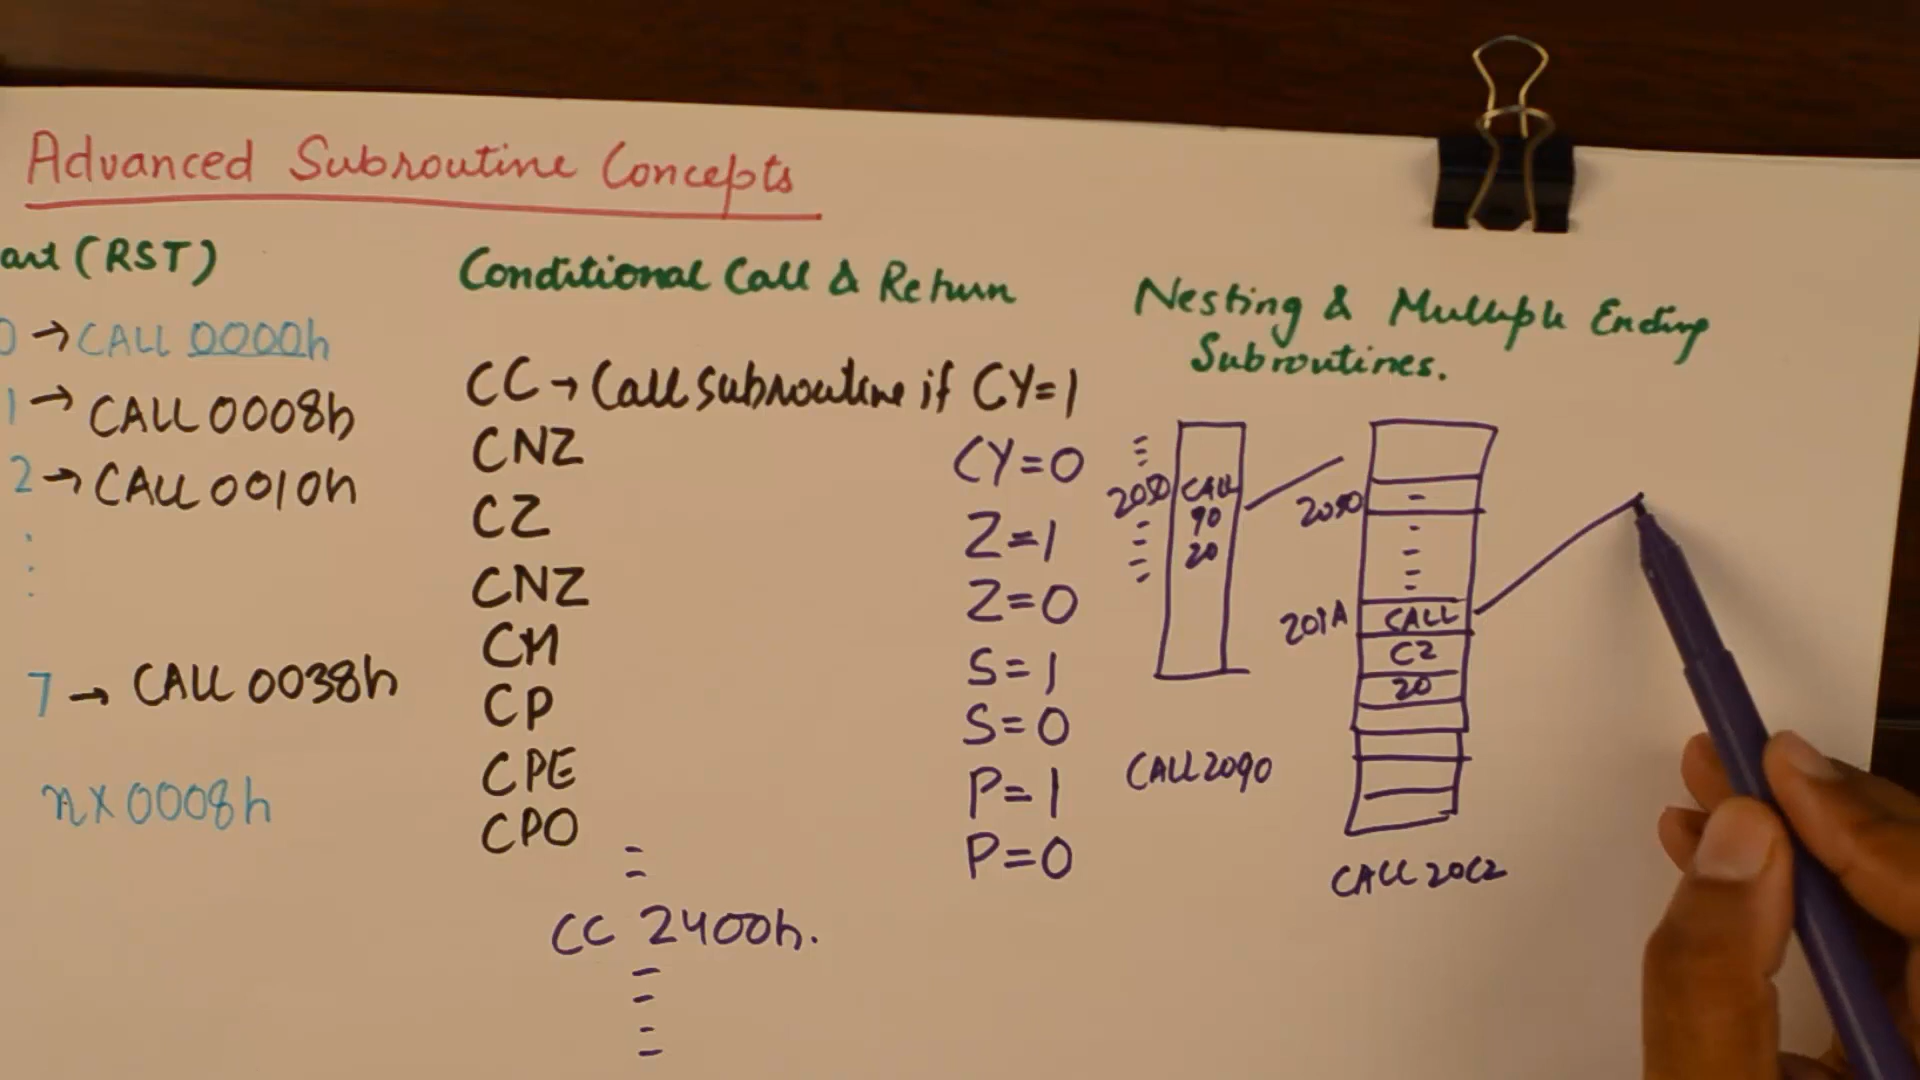 Advanced Subroutine Concepts
art (RST)
0 → CALL 0000h
1 → CALL 0008h
2 → CALL 0010h
7 → CALL 0038h
n X 0008h
Conditional Call & Return
CC → Call subroutine if CY=1
CNZ CY=0
CZ Z=1
CNZ Z=0
CM S=1
CP S=0
CPE P=1
CPO P=0
CC 2400h.
Nesting & Multiple Ending
Subroutines.
2050 CALL
90
20
CALL 2090
2090
CALL
C2
20
CALL 20C2